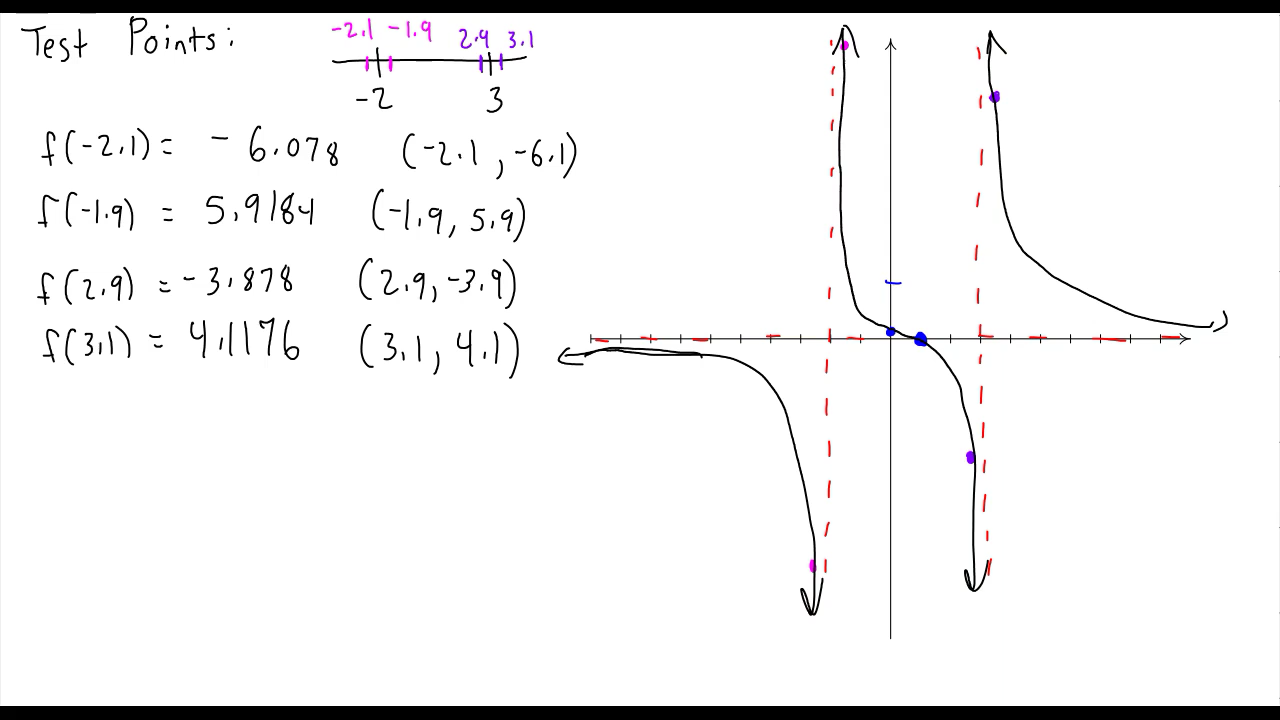 Test Points:
-2.1 -1.9 2.9 3.1
-2 3
f(-2.1) = -6.078 (-2.1, -6.1)
f(-1.9) = 5.9184 (-1.9, 5.9)
f(2.9) = -3.878 (2.9, -3.9)
f(3.1) = 4.1176 (3.1, 4.1)